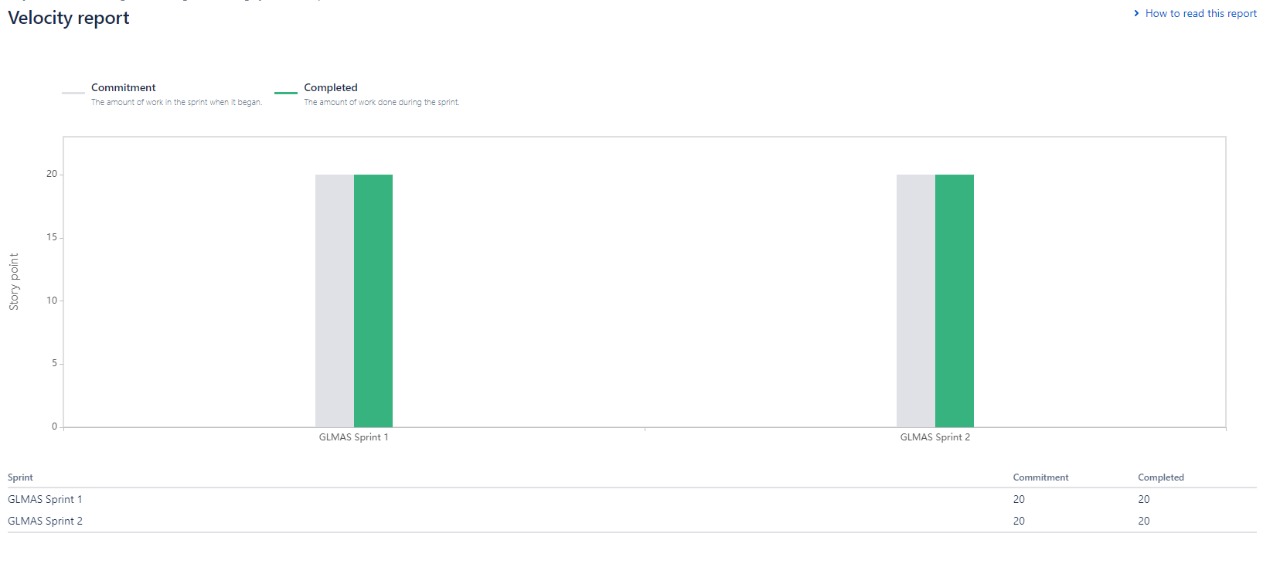 Velocity report
How to read this report
Commitment
The amount of work in the sprint when it began.
Completed
The amount of work done during the sprint.
Story point
20
15
10
5
0
GLMAS Sprint 1
GLMAS Sprint 2
Sprint Commitment Completed
GLMAS Sprint 1 20 20
GLMAS Sprint 2 20 20